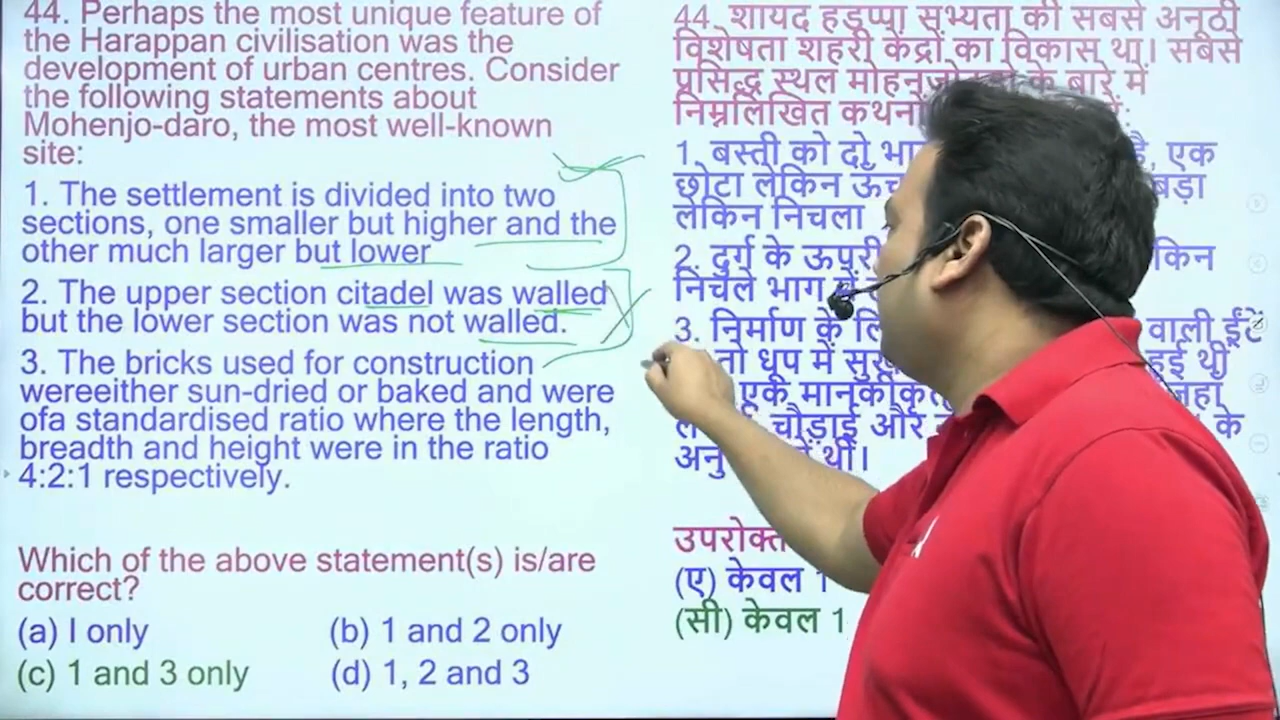 44. Perhaps the most unique feature of
the Harappan civilisation was the
development of urban centres. Consider
the following statements about
Mohenjo-daro, the most well-known
site:
1. The settlement is divided into two
sections, one smaller but higher and the
other much larger but lower
2. The upper section citadel was walled
but the lower section was not walled.
3. The bricks used for construction
wereeither sun-dried or baked and were
ofa standardised ratio where the length,
breadth and height were in the ratio
4:2:1 respectively.
Which of the above statement(s) is/are
correct?
(a) I only (b) 1 and 2 only
(c) 1 and 3 only (d) 1, 2 and 3
44. शायद हड़प्पा सभ्यता की सबसे अनूठी
विशेषता शहरी केंद्रों का विकास था। सबसे
प्रसिद्ध स्थल के बारे में
निम्नलिखित
1. बस्ती को दो एक
छोटा लेकिन बड़ा
लेकिन निचला
2. दुर्ग के
निचले भाग
3. निर्माण के वाली ईंटें
तो धूप में हुई थीं
एक
चौड़ाई और के
उपरोक्त
(ए) केवल 1
(सी) केवल 1